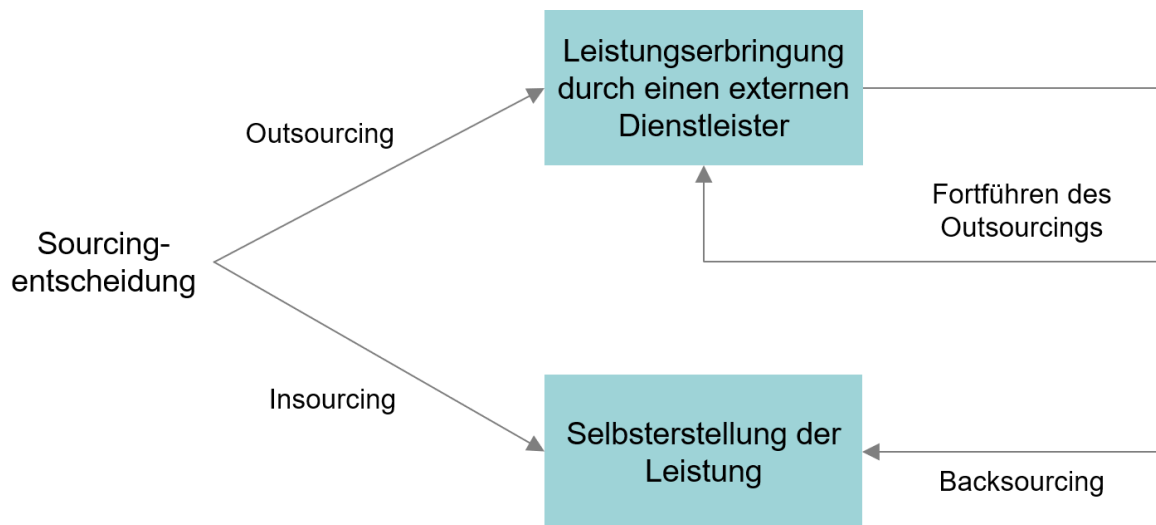 Leistungserbringung
durch einen externen
Dienstleister
Outsourcing
Fortführen des
Outsourcings
Sourcing-
entscheidung
Insourcing
Selbsterstellung der
Leistung
Backsourcing